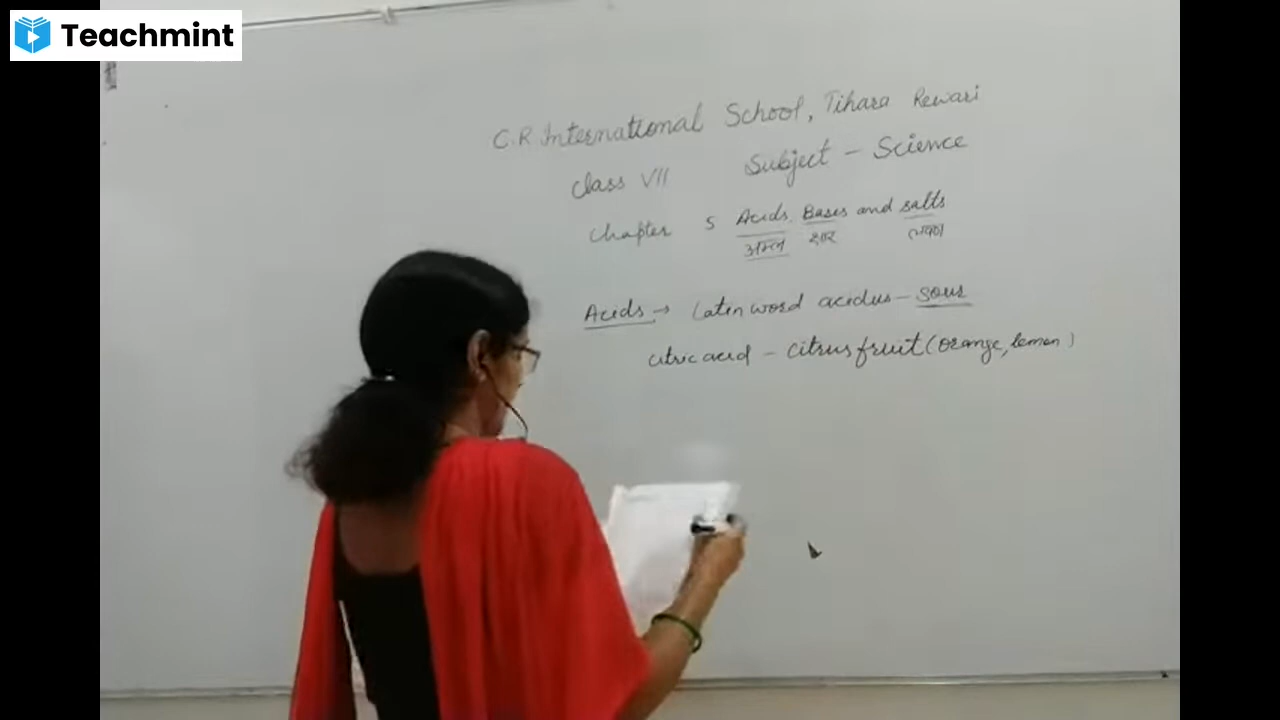 Teachmint
C.R. International School, Tihara Rewari
Class VII Subject - Science
Chapter 5 Acids, Bases and salts
अम्ल क्षार लवण
Acids → Latin word acidus - sour
citric acid - citrus fruit (orange, lemon)